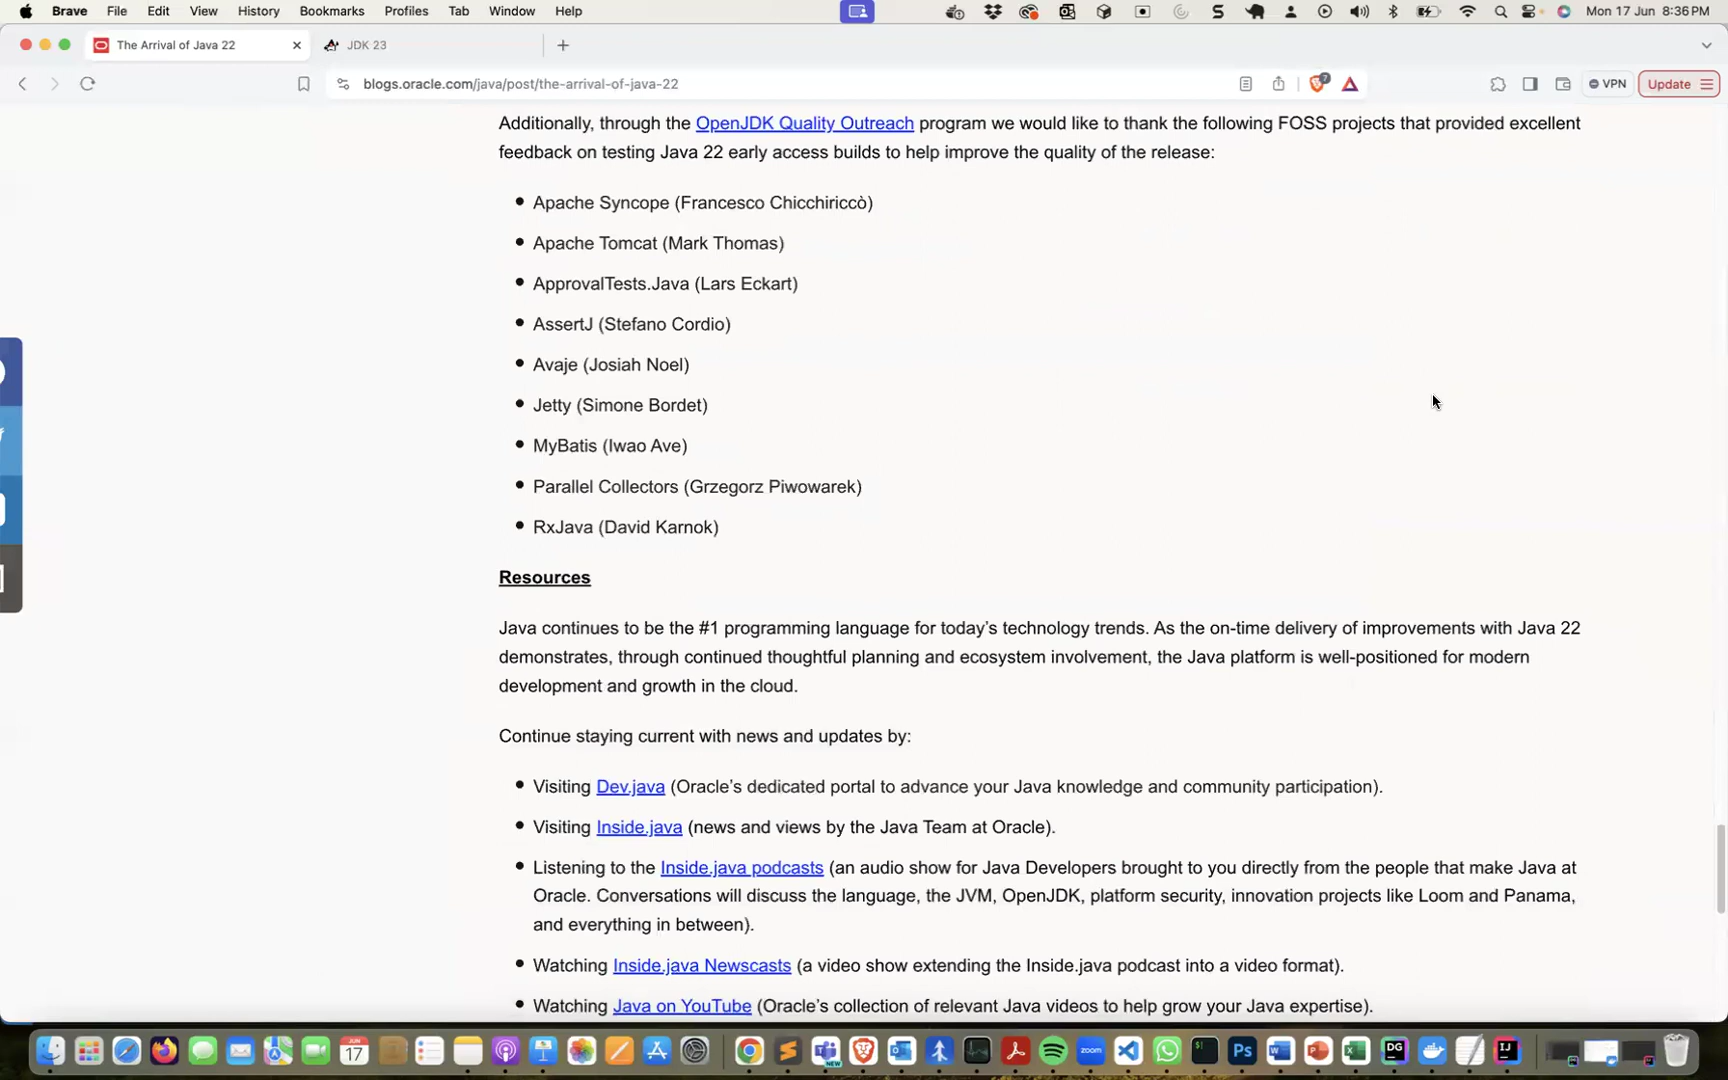 Brave File Edit View History Bookmarks Profiles Tab Window Help Mon 17 Jun 8:36 PM
The Arrival of Java 22 JDK 23
blogs.oracle.com/java/post/the-arrival-of-java-22 7 VPN Update
Additionally, through the OpenJDK Quality Outreach program we would like to thank the following FOSS projects that provided excellent
feedback on testing Java 22 early access builds to help improve the quality of the release:
• Apache Syncope (Francesco Chicchiriccò)
• Apache Tomcat (Mark Thomas)
• ApprovalTests.Java (Lars Eckart)
• AssertJ (Stefano Cordio)
• Avaje (Josiah Noel)
• Jetty (Simone Bordet)
• MyBatis (Iwao Ave)
• Parallel Collectors (Grzegorz Piwowarek)
• RxJava (David Karnok)
Resources
Java continues to be the #1 programming language for today’s technology trends. As the on-time delivery of improvements with Java 22
demonstrates, through continued thoughtful planning and ecosystem involvement, the Java platform is well-positioned for modern
development and growth in the cloud.
Continue staying current with news and updates by:
• Visiting Dev.java (Oracle’s dedicated portal to advance your Java knowledge and community participation).
• Visiting Inside.java (news and views by the Java Team at Oracle).
• Listening to the Inside.java podcasts (an audio show for Java Developers brought to you directly from the people that make Java at
Oracle. Conversations will discuss the language, the JVM, OpenJDK, platform security, innovation projects like Loom and Panama,
and everything in between).
• Watching Inside.java Newscasts (a video show extending the Inside.java podcast into a video format).
• Watching Java on YouTube (Oracle’s collection of relevant Java videos to help grow your Java expertise).
JUN
17 NEW zoom Ps W P X DG IJ